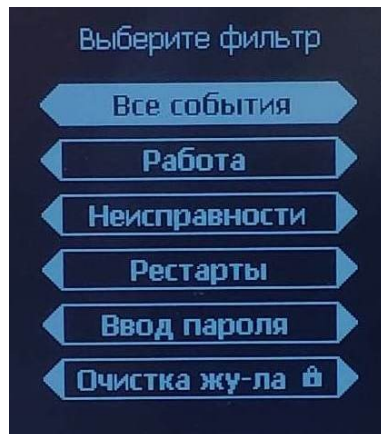 Выберите фильтр
Все события
Работа
Неисправности
Рестарты
Ввод пароля
Очистка жу-ла